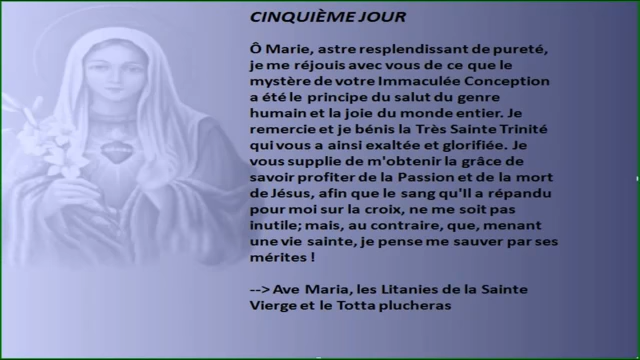 CINQUIÈME JOUR
Ô Marie, astre resplendissant de pureté,
je me réjouis avec vous de ce que le
mystère de votre Immaculée Conception
a été le principe du salut du genre
humain et la joie du monde entier. Je
remercie et je bénis la Très Sainte Trinité
qui vous a ainsi exaltée et glorifiée. Je
vous supplie de m'obtenir la grâce de
savoir profiter de la Passion et de la mort
de Jésus, afin que le sang qu'Il a répandu
pour moi sur la croix, ne me soit pas
inutile; mais, au contraire, que, menant
une vie sainte, je pense me sauver par ses
mérites !
--> Ave Maria, les Litanies de la Sainte
Vierge et le Totta plucheras